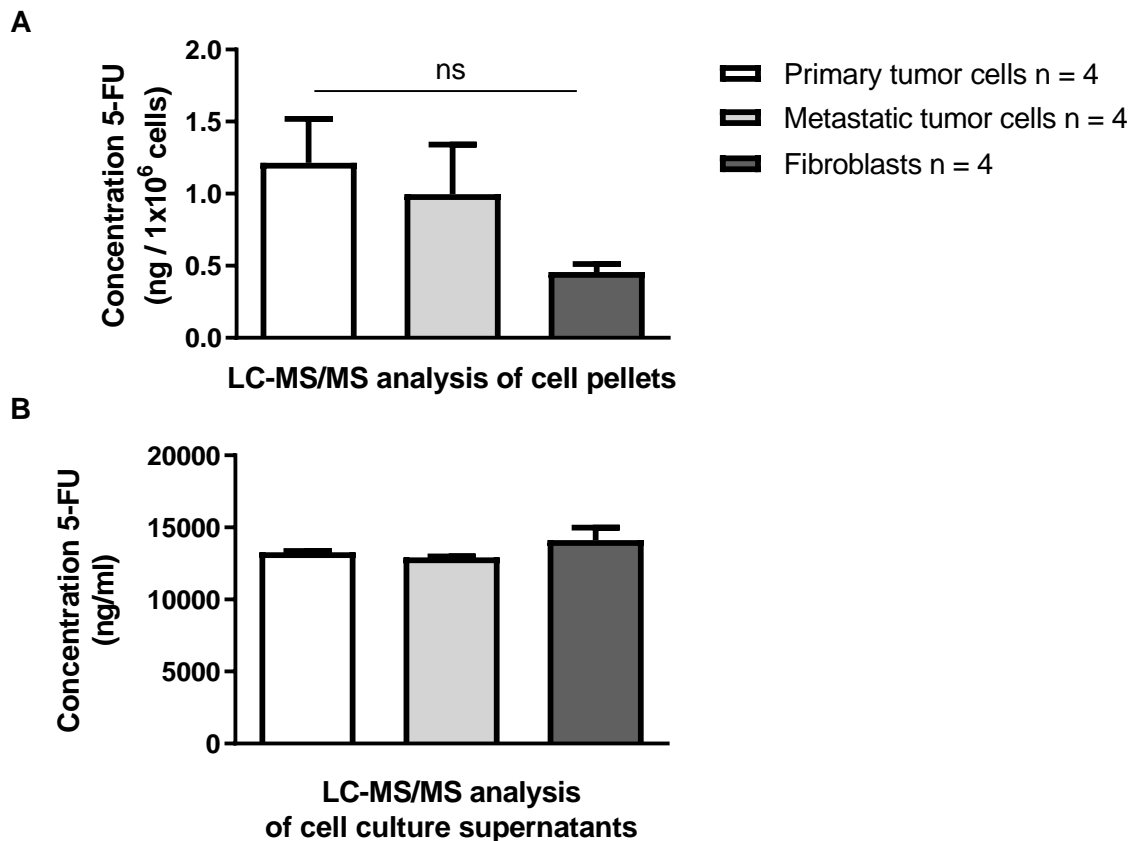 A
2.0
1.5
1.0
0.5
0.0
Concentration 5-FU
(ng / 1x10⁶ cells)
ns
LC-MS/MS analysis of cell pellets
Primary tumor cells n = 4
Metastatic tumor cells n = 4
Fibroblasts n = 4
B
20000
15000
10000
5000
0
Concentration 5-FU
(ng/ml)
LC-MS/MS analysis
of cell culture supernatants